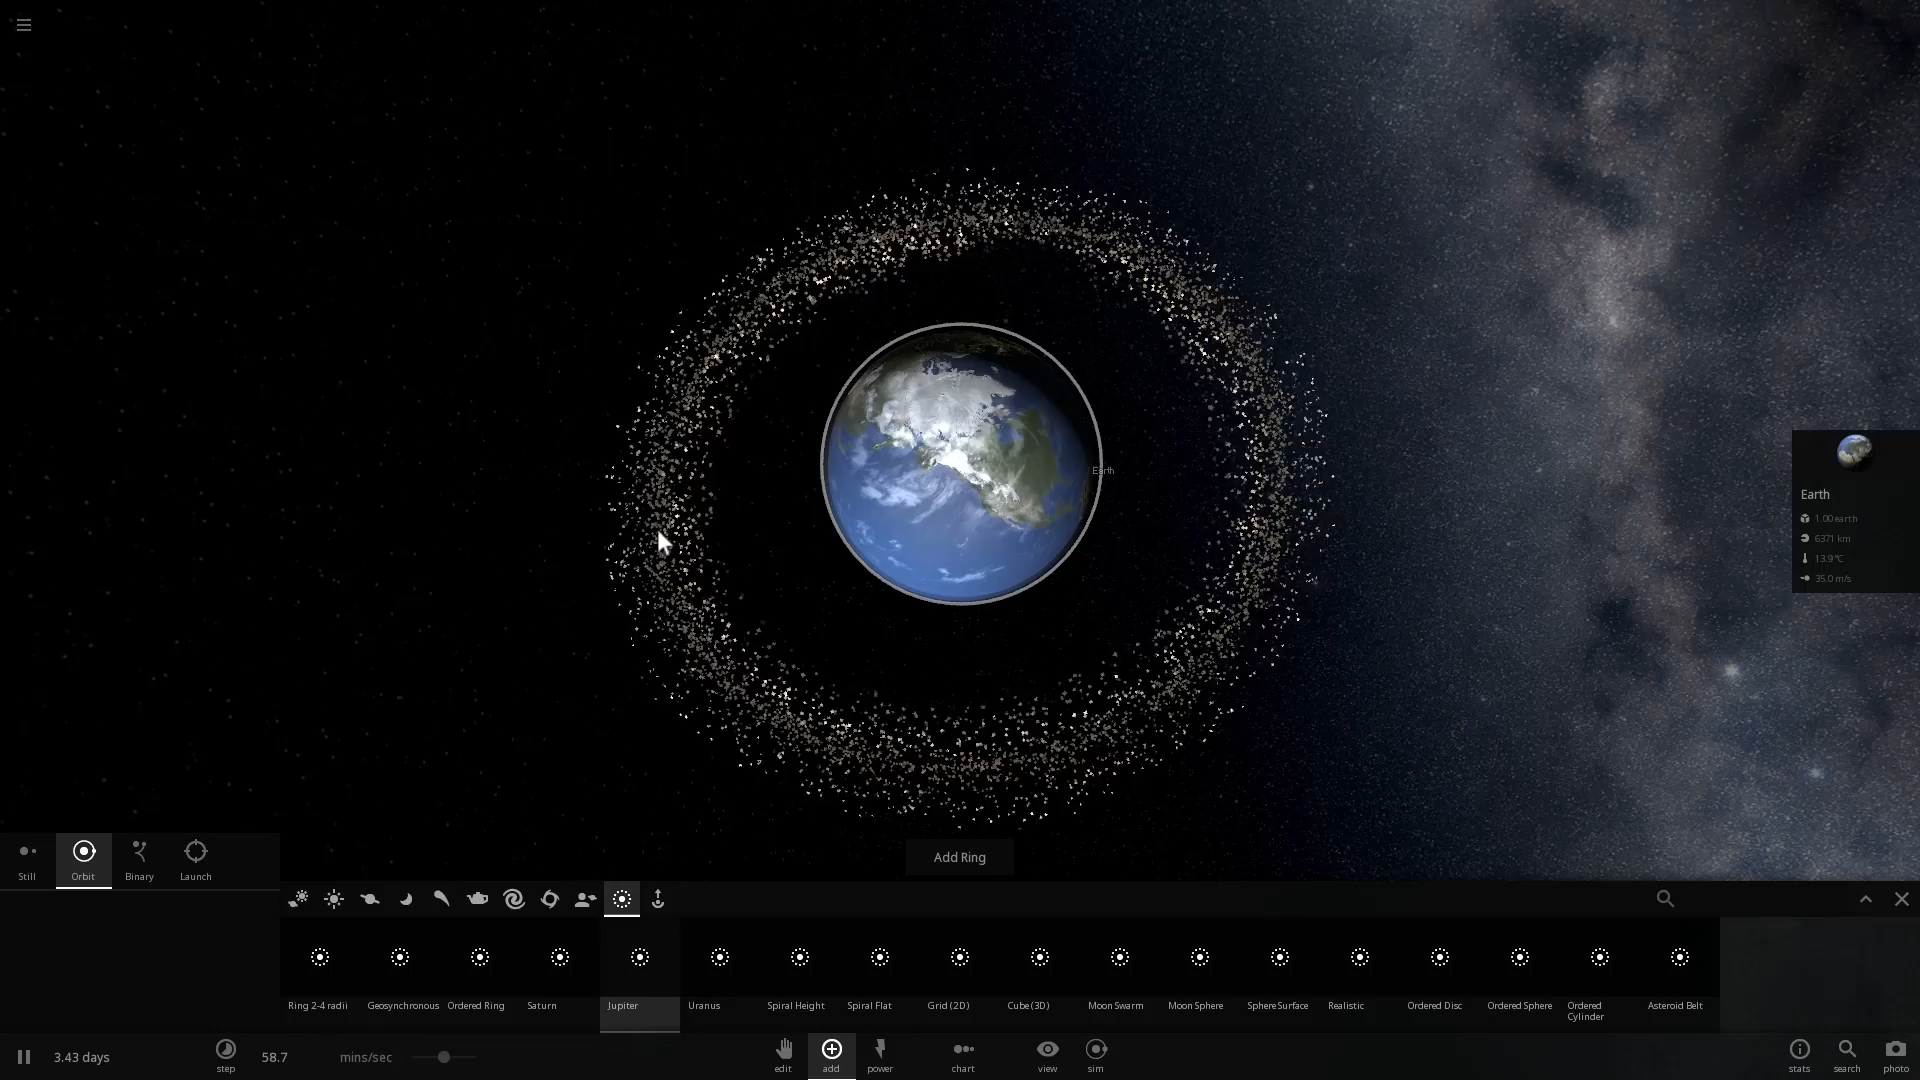 Earth
Earth
1.00 earth
6371 km
13.9 °C
35.0 m/s
Add Ring
Still
Orbit
Binary
Launch
Ring 2-4 radii
Geosynchronous
Ordered Ring
Saturn
Jupiter
Uranus
Spiral Height
Spiral Flat
Grid (2D)
Cube (3D)
Moon Swarm
Moon Sphere
Sphere Surface
Realistic
Ordered Disc
Ordered Sphere
Ordered
Cylinder
Asteroid Belt
3.43 days
step
58.7
mins/sec
edit
add
power
chart
view
sim
stats
search
photo